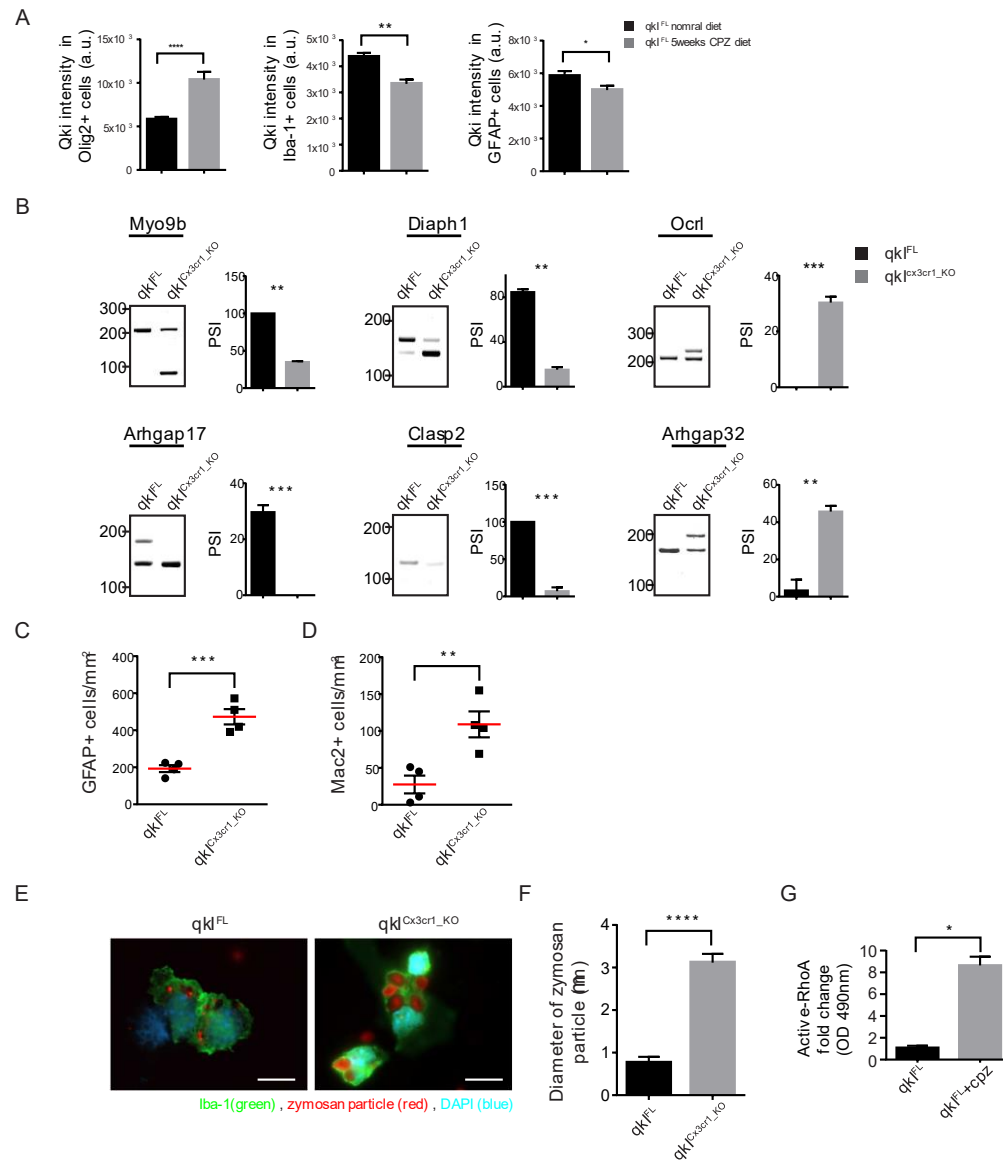 A
Qki intensity in
Olig2+ cells (a.u.)
15x10³
10x10³
5x10³
0
****
Qki intensity in
Iba-1+ cells (a.u.)
5x10³
4x10³
3x10³
2x10³
1x10³
0
**
Qki intensity in
GFAP+ cells (a.u.)
8x10³
6x10³
4x10³
2x10³
0
*
qkI FL nomral diet
qkI FL 5weeks CPZ diet
B
Myo9b
qkI FL
qkI Cx3cr1_KO
300
200
100
PSI
150
100
50
0
**
Diaph1
qkI FL
qkI Cx3cr1_KO
200
100
PSI
80
40
0
**
Ocrl
qkI FL
qkI Cx3cr1_KO
300
200
PSI
40
20
0
***
qkI FL
qkI cx3cr1_KO
Arhgap17
qkI FL
qkI Cx3cr1_KO
200
100
PSI
40
20
0
***
Clasp2
qkI FL
qkI Cx3cr1_KO
200
100
PSI
100
50
0
***
Arhgap32
qkI FL
qkI Cx3cr1_KO
200
100
PSI
60
40
20
0
**
C
GFAP+ cells/mm²
400
600
400
200
0
***
qkI FL
qkI Cx3cr1_KO
D
Mac2+ cells/mm²
200
150
100
50
0
**
qkI FL
qkI Cx3cr1_KO
E
qkI FL
qkI Cx3cr1_KO
Iba-1(green) , zymosan particle (red) , DAPI (blue)
F
Diameter of zymosan
particle
4
3
2
1
0
****
qkI FL
qkI Cx3cr1_KO
G
Active-RhoA
fold change
(OD 490nm)
10
8
6
4
2
0
*
qkI FL
qkI FL+cpz